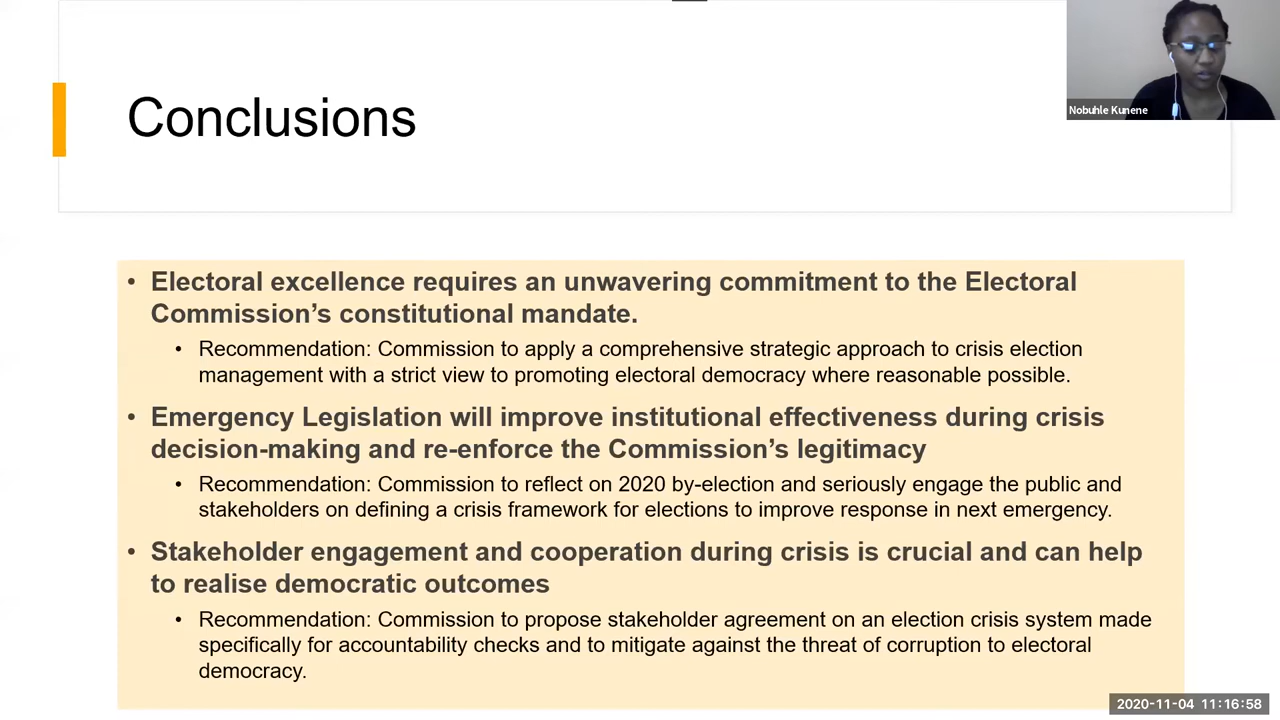 Nobuhle Kunene
Conclusions
• Electoral excellence requires an unwavering commitment to the Electoral
Commission’s constitutional mandate.
• Recommendation: Commission to apply a comprehensive strategic approach to crisis election
management with a strict view to promoting electoral democracy where reasonable possible.
• Emergency Legislation will improve institutional effectiveness during crisis
decision-making and re-enforce the Commission’s legitimacy
• Recommendation: Commission to reflect on 2020 by-election and seriously engage the public and
stakeholders on defining a crisis framework for elections to improve response in next emergency.
• Stakeholder engagement and cooperation during crisis is crucial and can help
to realise democratic outcomes
• Recommendation: Commission to propose stakeholder agreement on an election crisis system made
specifically for accountability checks and to mitigate against the threat of corruption to electoral
democracy.
2020-11-04 11:16:58